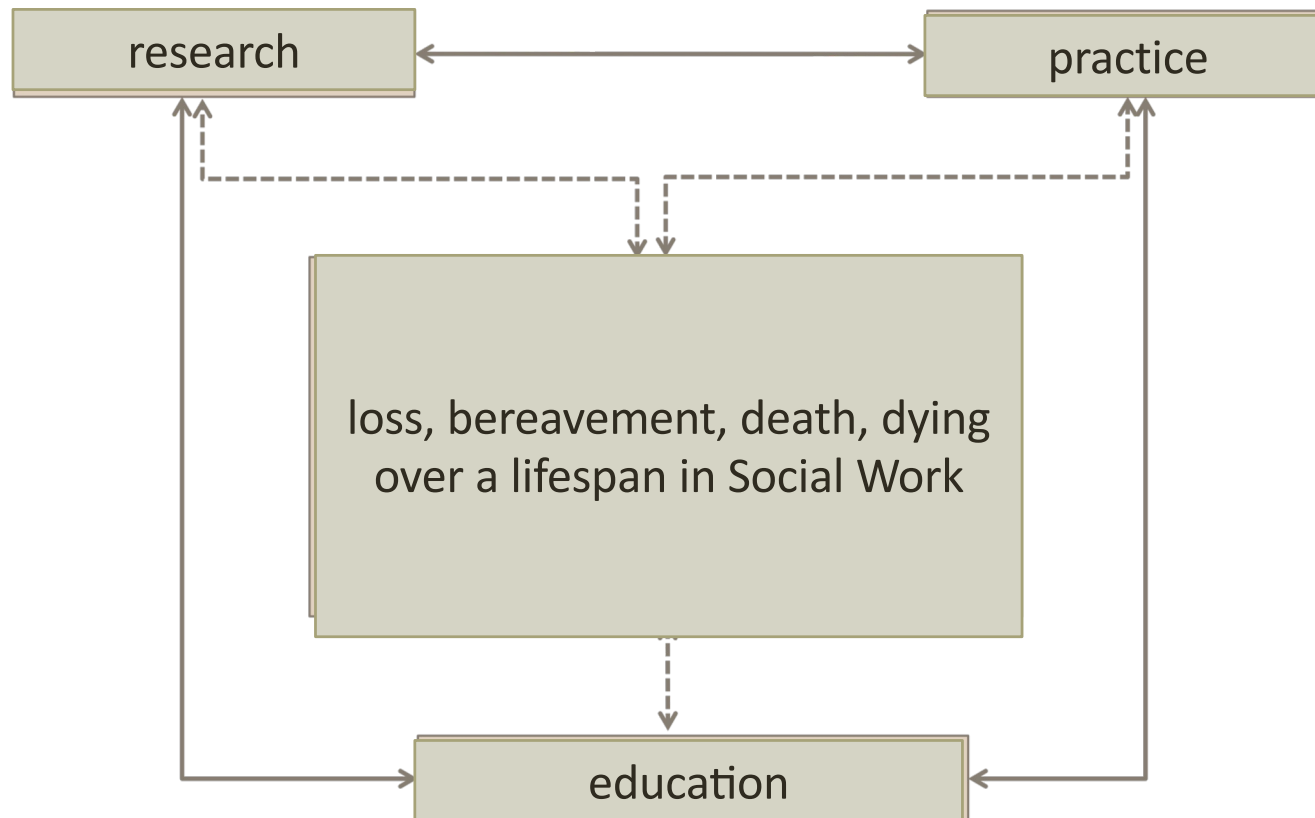 research
practice
loss, bereavement, death, dying
over a lifespan in Social Work
education